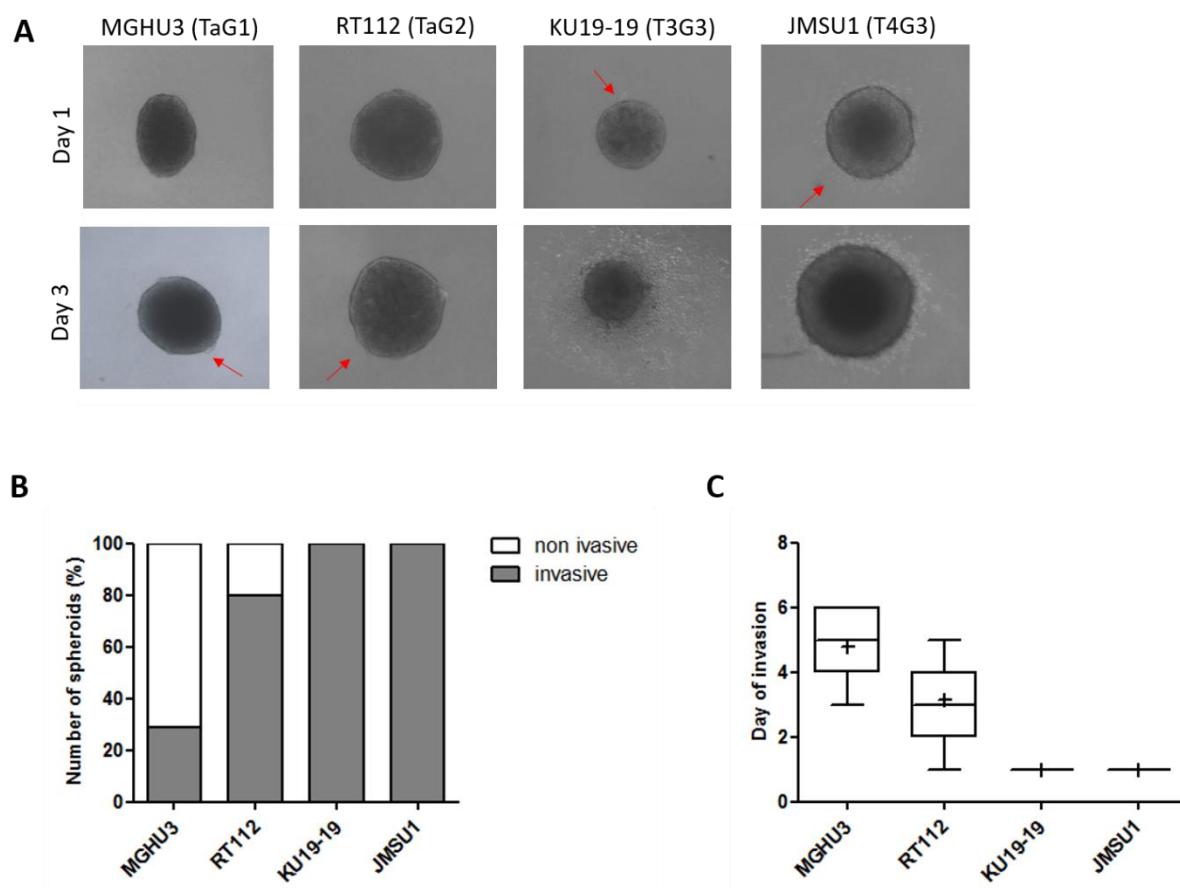 A
MGHU3 (TaG1) RT112 (TaG2) KU19-19 (T3G3) JMSU1 (T4G3)
Day 1
Day 3
B
Number of spheroids (%)
100
80
60
40
20
0
MGHU3 RT112 KU19-19 JMSU1
non ivasive
invasive
C
Day of invasion
8
6
4
2
0
MGHU3 RT112 KU19-19 JMSU1